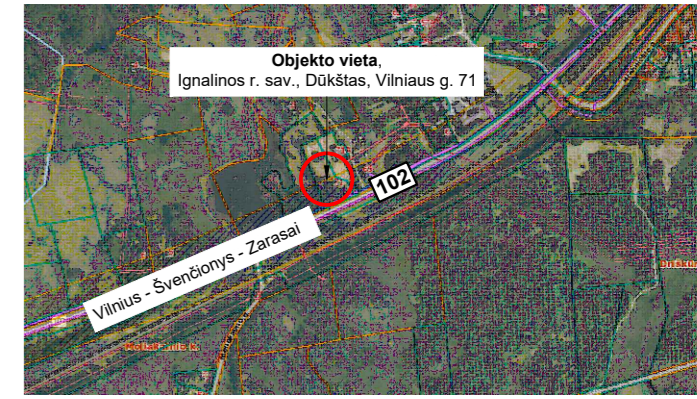 Objekto vieta,
Ignalinos r. sav., Dūkštas, Vilniaus g. 71
102
Vilnius - Švenčionys - Zarasai